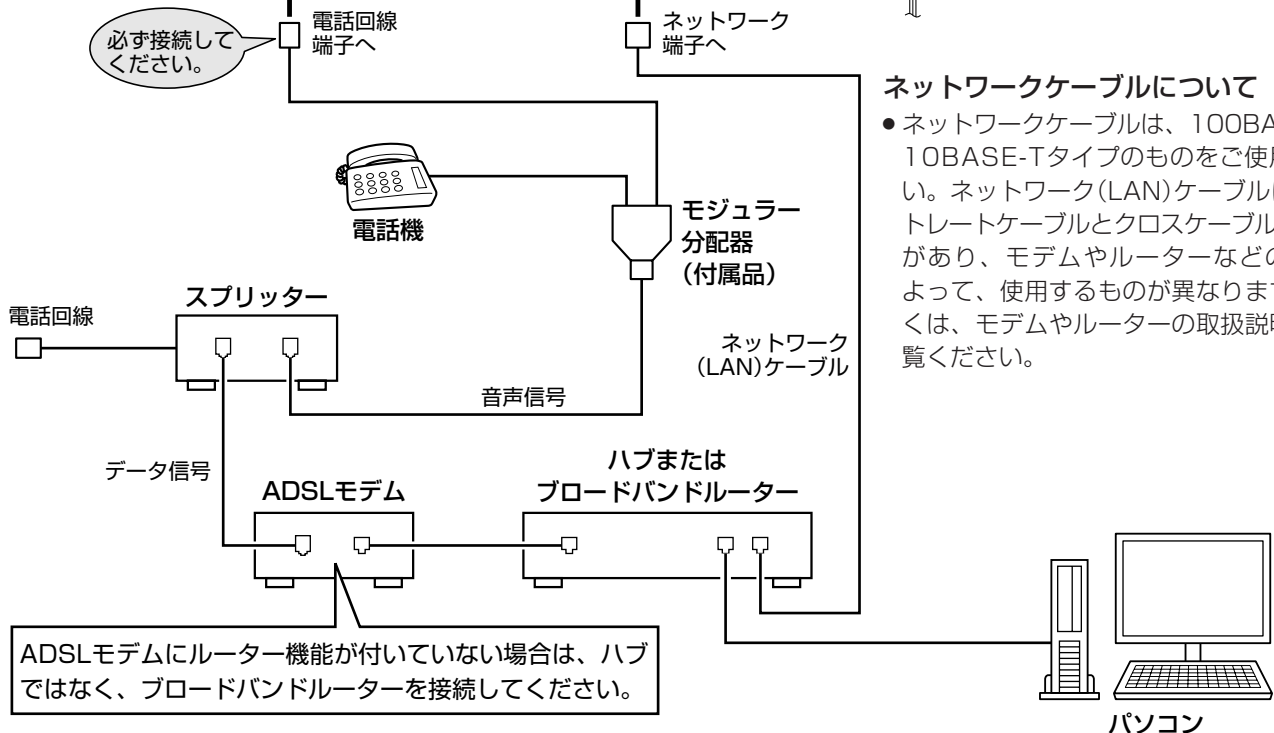 電話回線
端子へ
ネットワーク
端子へ
必ず接続して
ください。
ネットワークケーブルについて
●ネットワークケーブルは、100BA
10BASE-Tタイプのものをご使
い。ネットワーク(LAN)ケーブル
トレートケーブルとクロスケーブル
があり、モデムやルーターなどの
よって、使用するものが異なります
くは、モデムやルーターの取扱説
覧ください。
電話機
モジュラー
分配器
(付属品)
スプリッター
電話回線
ネットワーク
(LAN)ケーブル
音声信号
データ信号
ADSLモデム
ハブまたは
ブロードバンドルーター
ADSLモデムにルーター機能が付いていない場合は、ハブ
ではなく、ブロードバンドルーターを接続してください。
パソコン